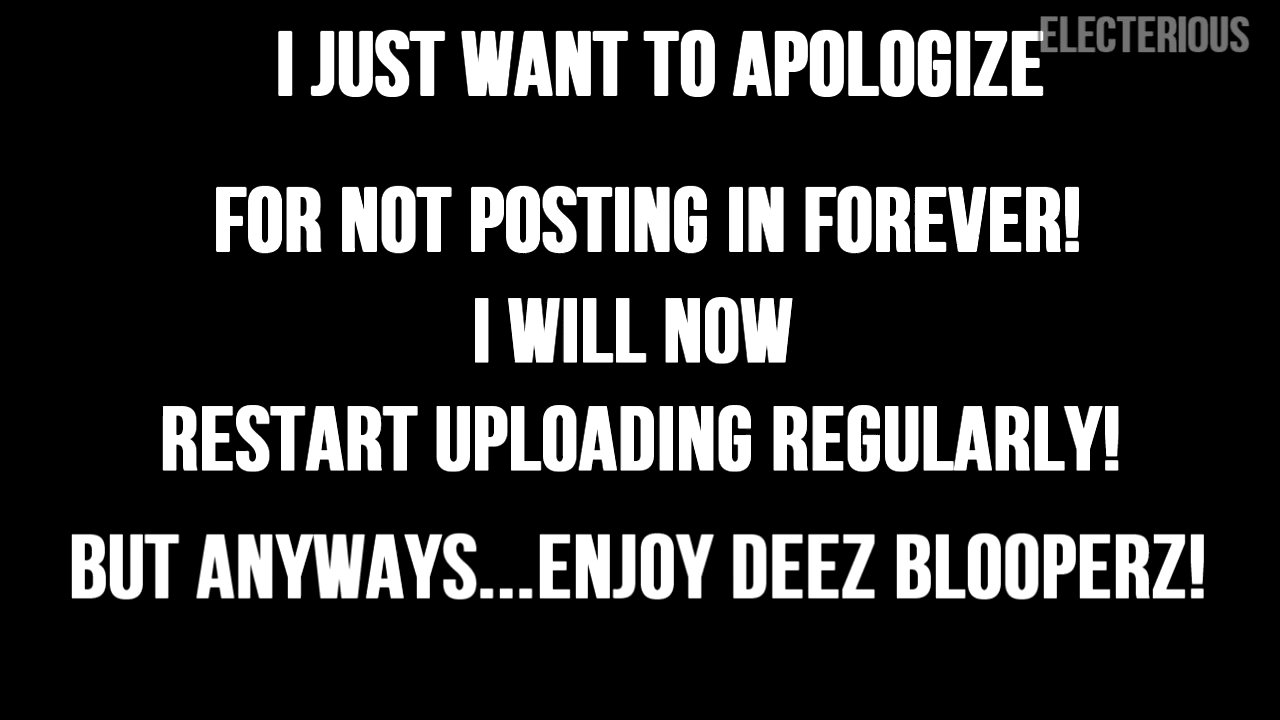 ELECTERIOUS
I JUST WANT TO APOLOGIZE
FOR NOT POSTING IN FOREVER!
I WILL NOW
RESTART UPLOADING REGULARLY!
BUT ANYWAYS...ENJOY DEEZ BLOOPERZ!